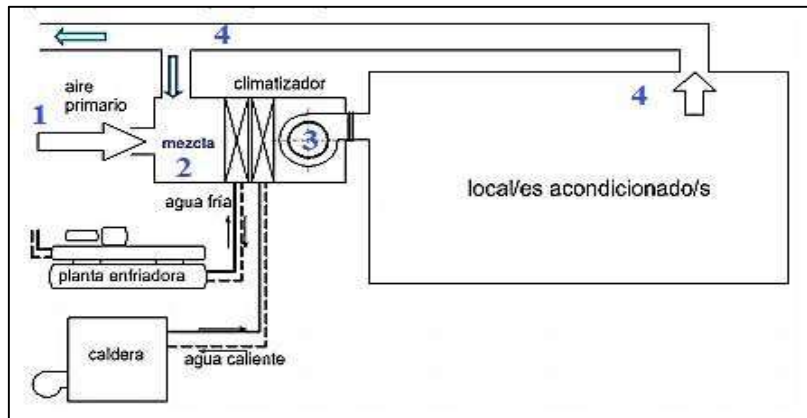 4
aire
primario
climatizador
1
4
mezcla
3
2
local/es acondicionado/s
agua fría
planta enfriadora
caldera
agua caliente